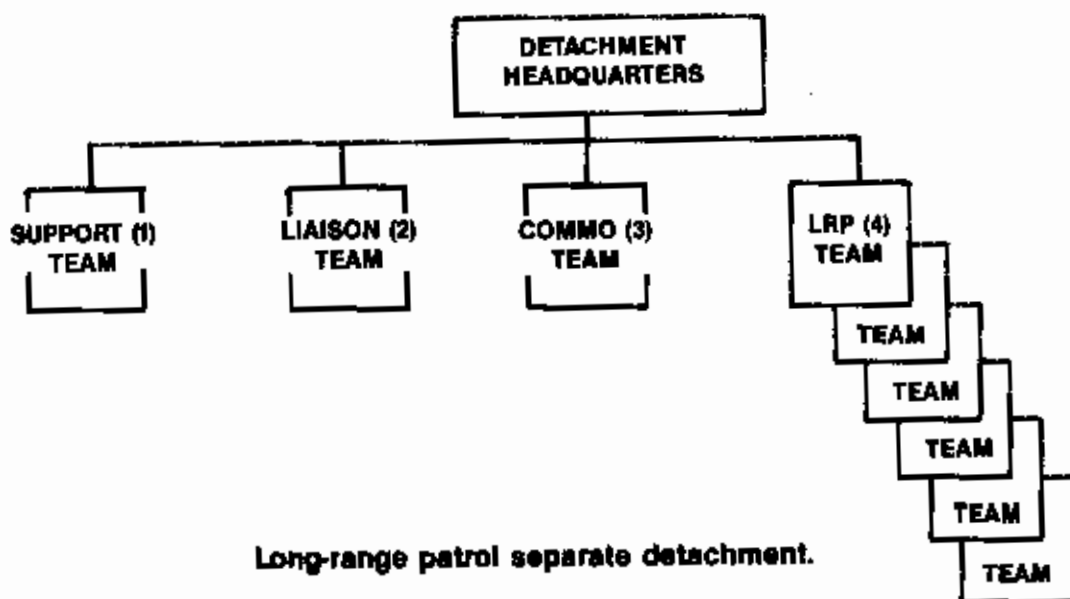 DETACHMENT
HEADQUARTERS
SUPPORT (1)
TEAM
LIAISON (2)
TEAM
COMMO (3)
TEAM
LRP (4)
TEAM
TEAM
TEAM
TEAM
TEAM
TEAM
Long-range patrol separate detachment.